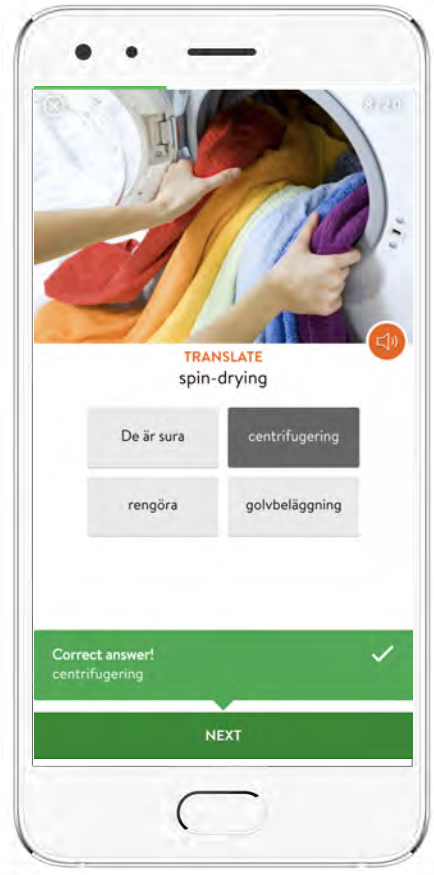 8 / 20
TRANSLATE
spin-drying
De är sura
centrifugering
rengöra
golvbeläggning
Correct answer!
centrifugering
NEXT